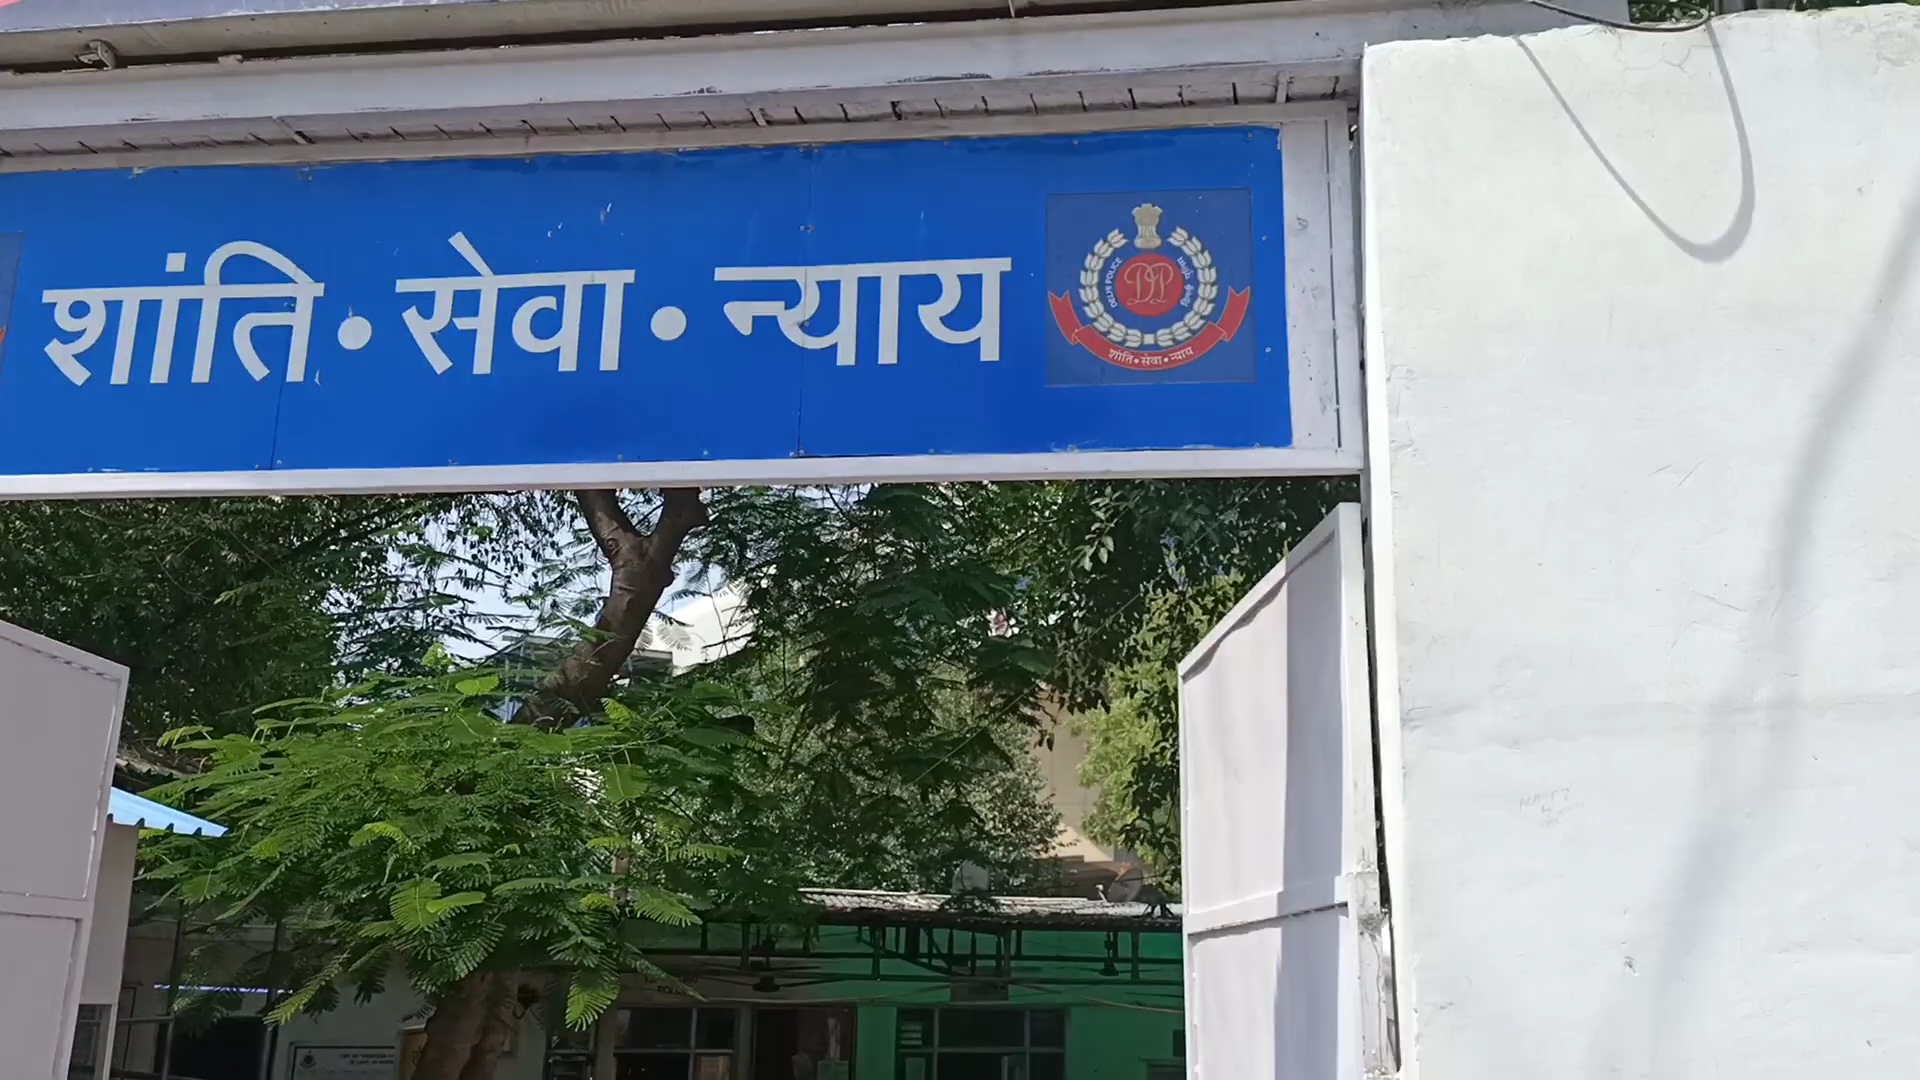 शांति • सेवा • न्याय
DELHI POLICE
दिल्ली पुलिस
DP
शांति • सेवा • न्याय